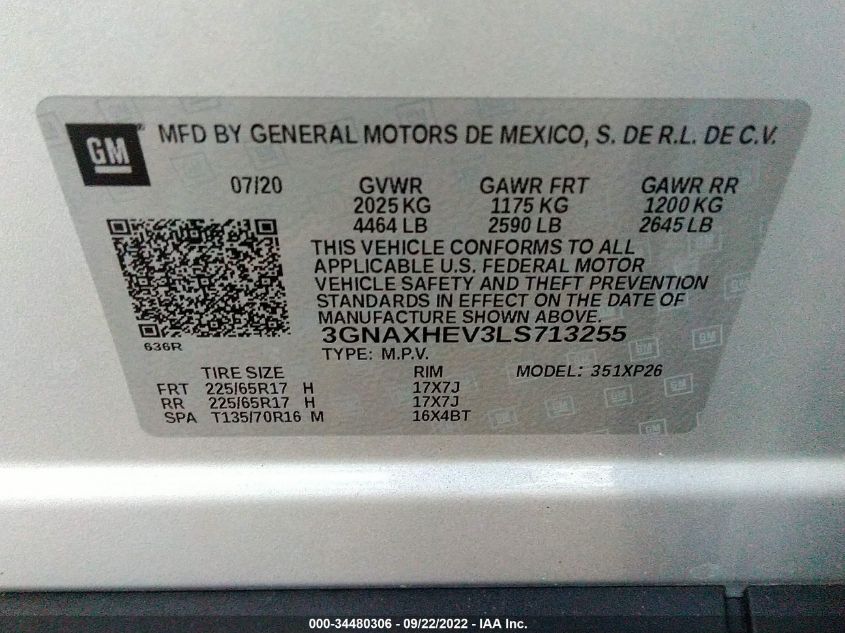 GM MFD BY GENERAL MOTORS DE MEXICO, S. DE R.L. DE C.V.
07/20 GVWR GAWR FRT GAWR RR
2025 KG 1175 KG 1200 KG
4464 LB 2590 LB 2645 LB
THIS VEHICLE CONFORMS TO ALL
APPLICABLE U.S. FEDERAL MOTOR
VEHICLE SAFETY AND THEFT PREVENTION
STANDARDS IN EFFECT ON THE DATE OF
MANUFACTURE SHOWN ABOVE.
3GNAXHEV3LS713255
636R
TYPE: M.P.V.
TIRE SIZE RIM MODEL: 351XP26
FRT 225/65R17 H 17X7J
RR 225/65R17 H 17X7J
SPA T135/70R16 M 16X4BT
000-34480306 - 09/22/2022 - IAA Inc.